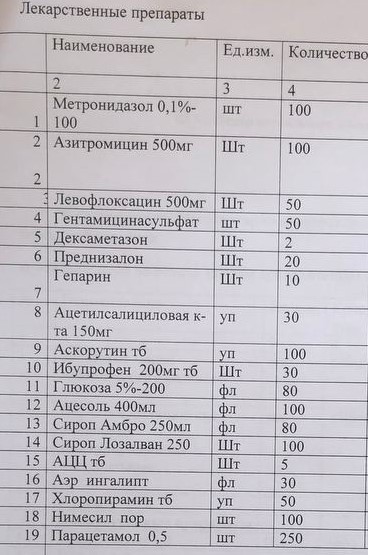 Лекарственные препараты
Наименование Ед.изм. Количество
2 3 4
Метронидазол 0,1%- шт 100
1 100
2 Азитромицин 500мг Шт 100
2
3 Левофлоксацин 500мг Шт 50
4 Гентамицинасульфат шт 50
5 Дексаметазон Шт 2
6 Преднизалон Шт 20
Гепарин Шт 10
7
8 Ацетилсалициловая к- уп 30
та 150мг
9 Аскорутин тб уп 100
10 Ибупрофен 200мг тб Шт 30
11 Глюкоза 5%-200 фл 80
12 Ацесоль 400мл фл 100
13 Сироп Амбро 250мл фл 80
14 Сироп Лозалван 250 Шт 100
15 АЦЦ тб Шт 5
16 Аэр ингалипт фл 30
17 Хлоропирамин тб уп 50
18 Нимесил пор шт 100
19 Парацетамол 0,5 шт 250